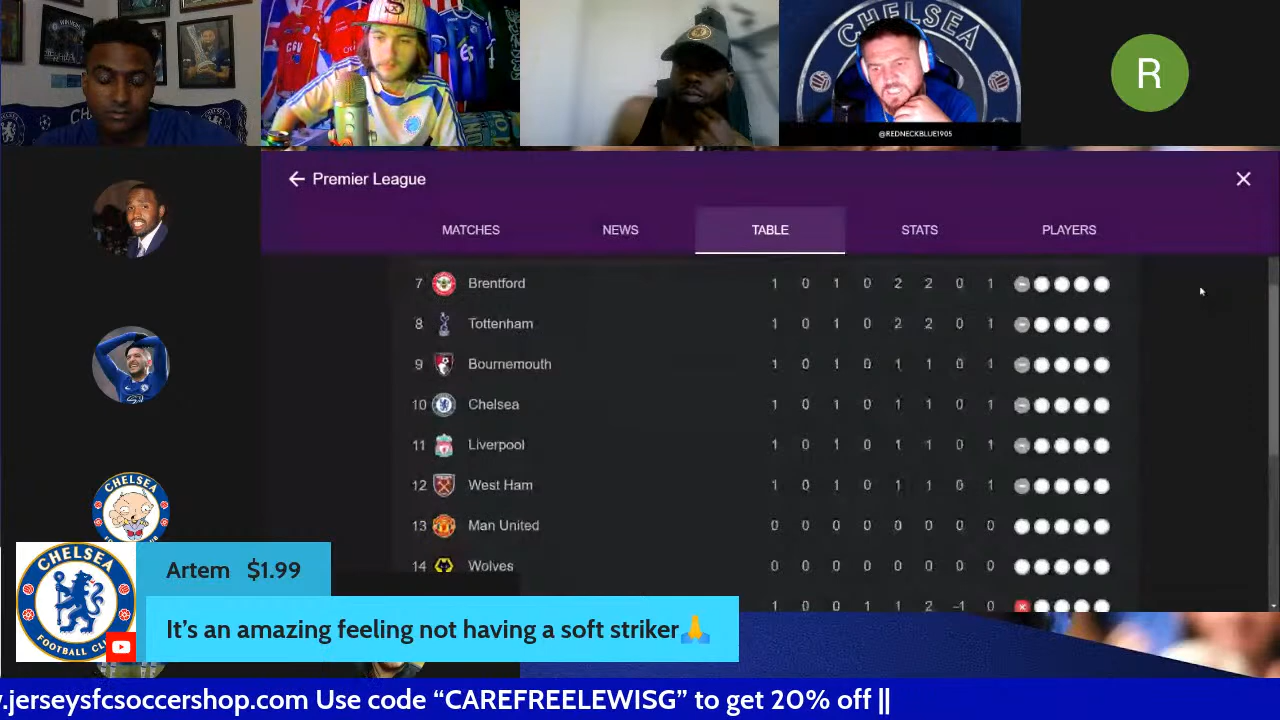 CHELSEA
@REDNECKBLUE1905
R
Premier League
MATCHES NEWS TABLE STATS PLAYERS
7 Brentford 1 0 1 0 2 2 0 1
8 Tottenham 1 0 1 0 2 2 0 1
9 Bournemouth 1 0 1 0 1 1 0 1
10 Chelsea 1 0 1 0 1 1 0 1
11 Liverpool 1 0 1 0 1 1 0 1
12 West Ham 1 0 1 0 1 1 0 1
13 Man United 0 0 0 0 0 0 0 0
14 Wolves 0 0 0 0 0 0 0 0
1 0 0 1 1 2 -1 0
CHELSEA
CHELSEA
FOOTBALL CLU
Artem $1.99
It's an amazing feeling not having a soft striker🙏
.jerseysfcsoccershop.com Use code “CAREFREELEWISG” to get 20% off ||